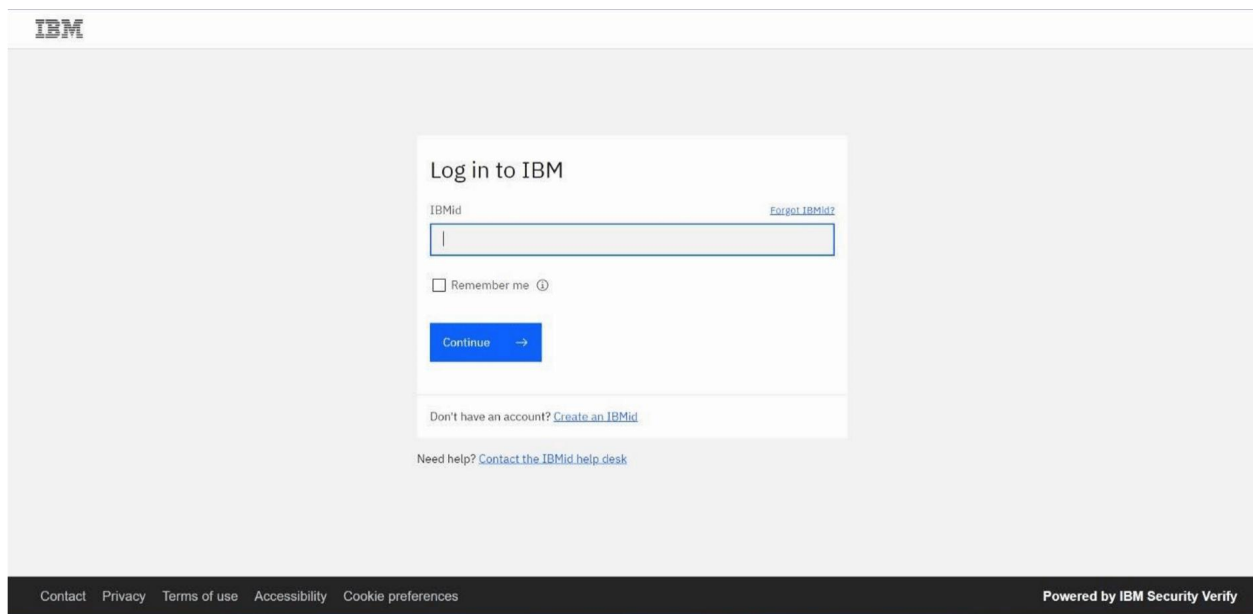 IBM
Log in to IBM
IBMid Forgot IBMid?
Remember me
Continue →
Don't have an account? Create an IBMid
Need help? Contact the IBMid help desk
Contact Privacy Terms of use Accessibility Cookie preferences Powered by IBM Security Verify